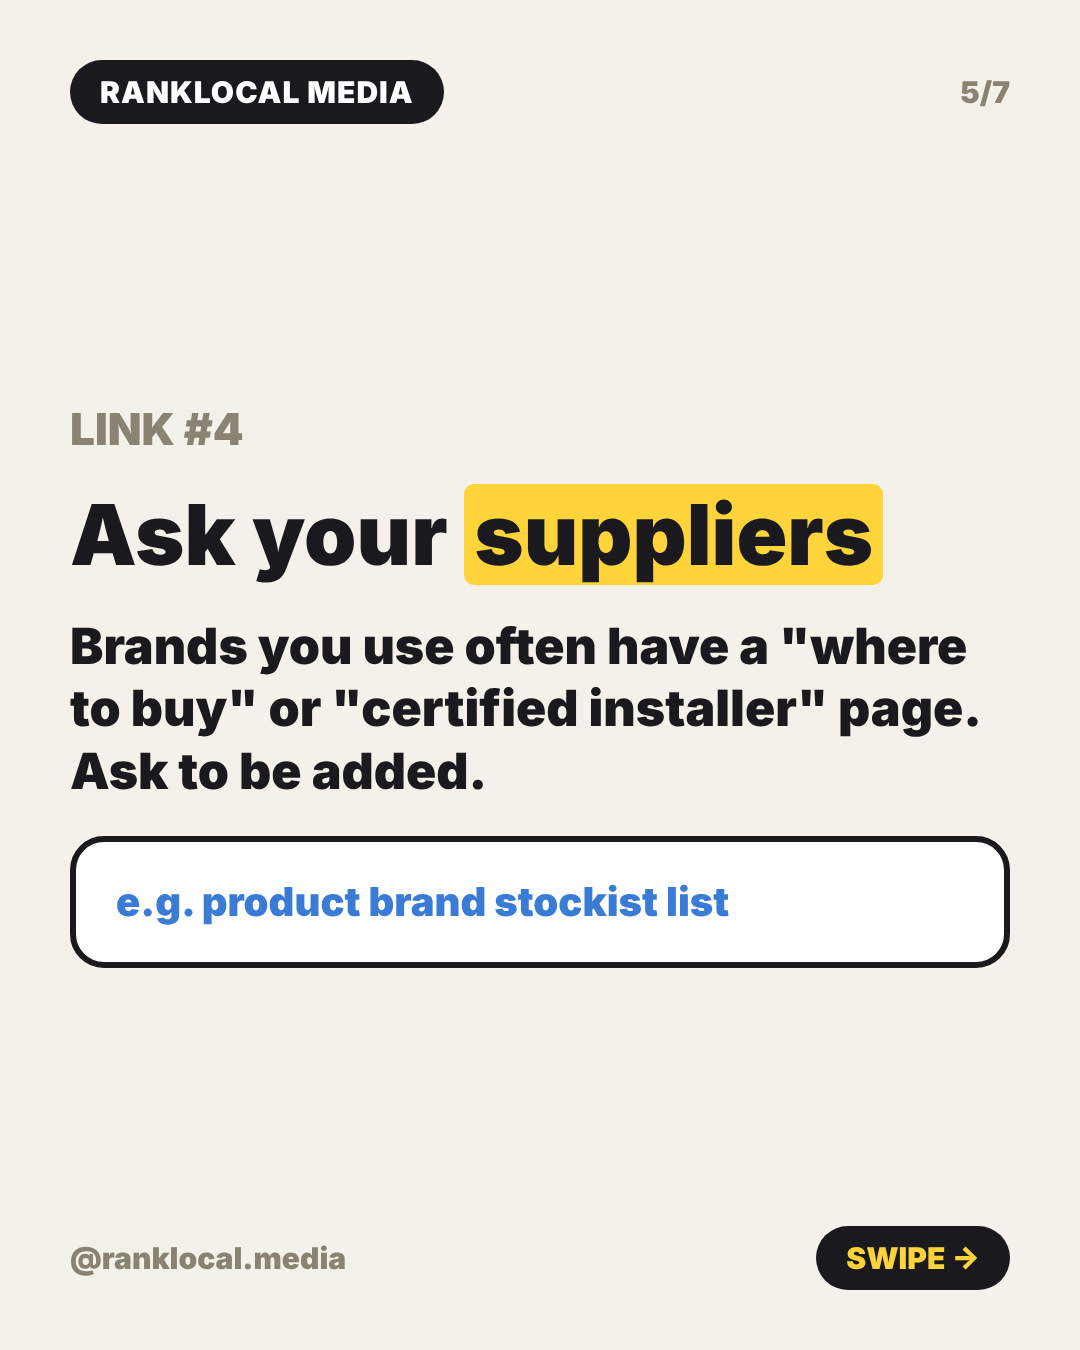 RANKLOCAL MEDIA
5/7
LINK #4
Ask your suppliers
Brands you use often have a "where
to buy" or "certified installer" page.
Ask to be added.
e.g. product brand stockist list
@ranklocal.media
SWIPE →